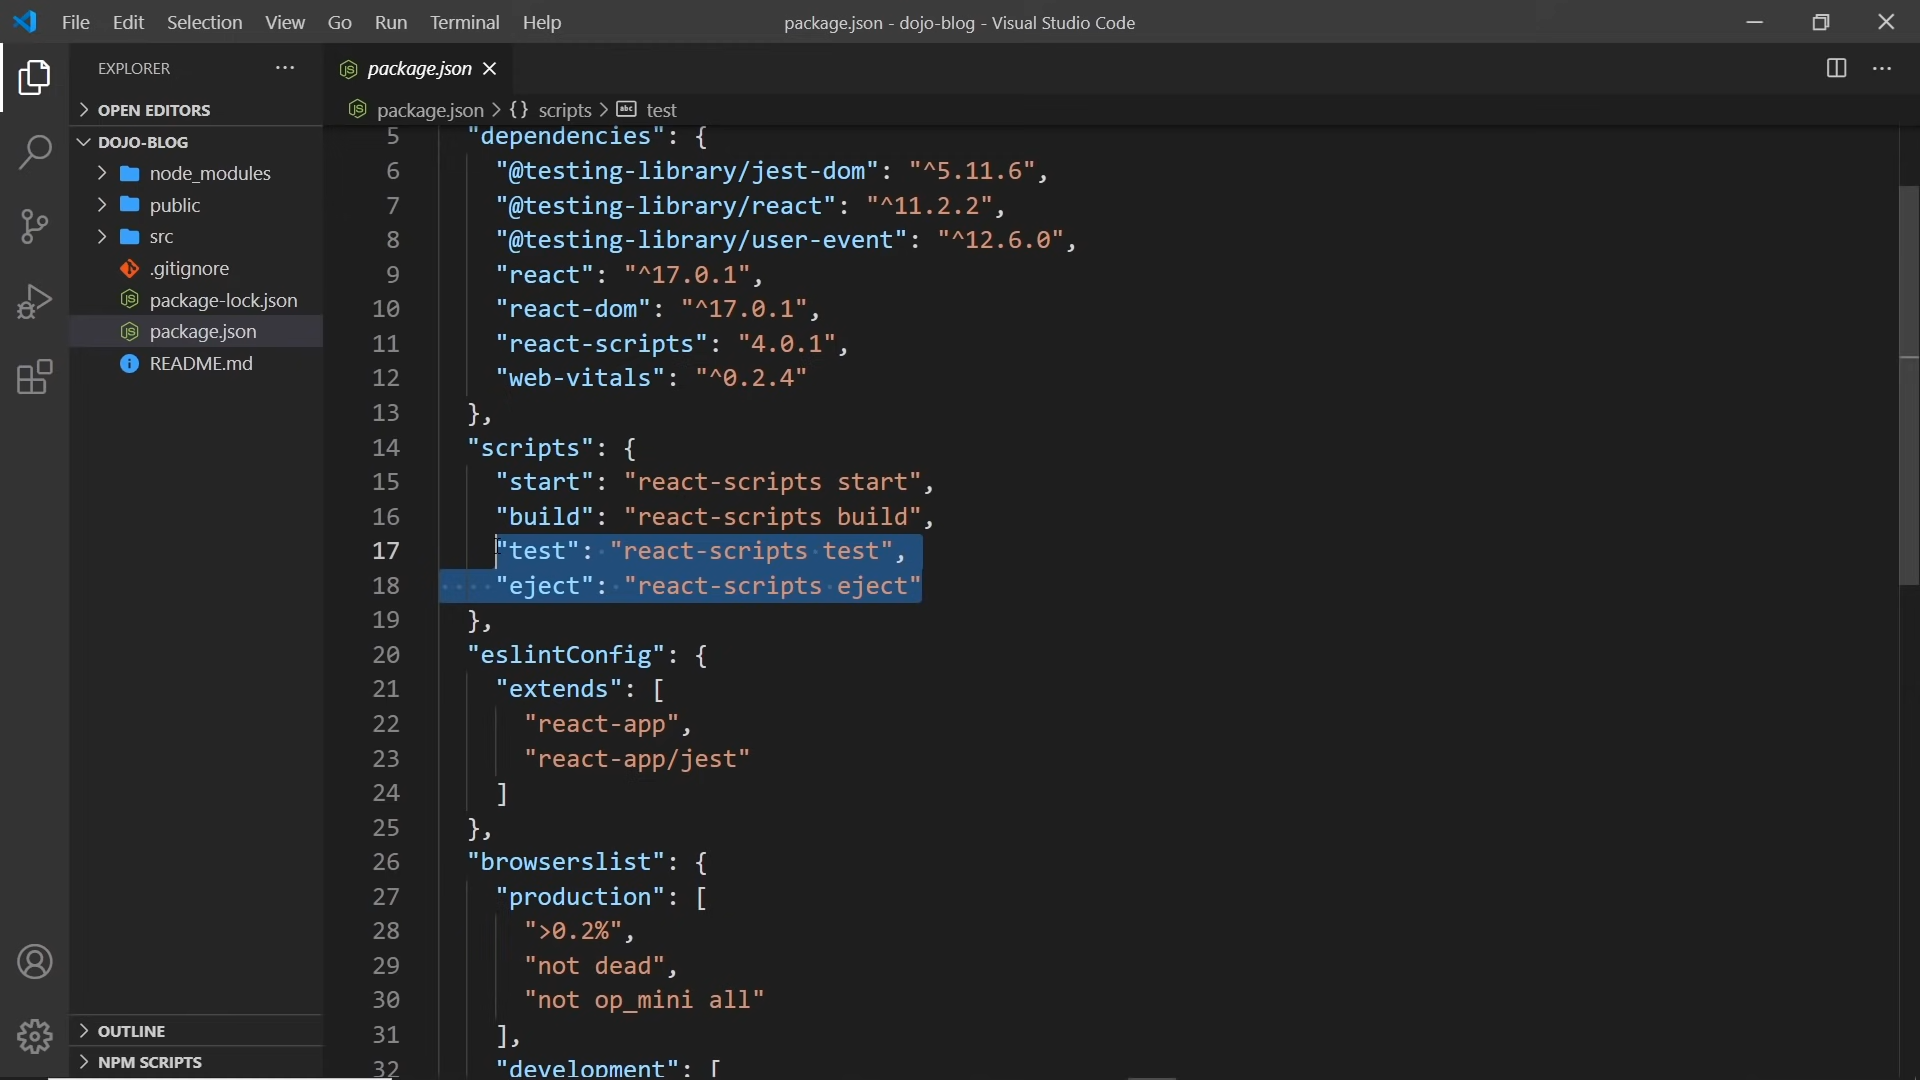 File Edit Selection View Go Run Terminal Help package.json - dojo-blog - Visual Studio Code
EXPLORER
OPEN EDITORS
DOJO-BLOG
node_modules
public
src
.gitignore
package-lock.json
package.json
README.md
OUTLINE
NPM SCRIPTS
package.json
package.json > {} scripts > abc test
5 "dependencies": {
6 "@testing-library/jest-dom": "^5.11.6",
7 "@testing-library/react": "^11.2.2",
8 "@testing-library/user-event": "^12.6.0",
9 "react": "^17.0.1",
10 "react-dom": "^17.0.1",
11 "react-scripts": "4.0.1",
12 "web-vitals": "^0.2.4"
13 },
14 "scripts": {
15 "start": "react-scripts start",
16 "build": "react-scripts build",
17 "test": "react-scripts test",
18 "eject": "react-scripts eject"
19 },
20 "eslintConfig": {
21 "extends": [
22 "react-app",
23 "react-app/jest"
24 ]
25 },
26 "browserslist": {
27 "production": [
28 ">0.2%",
29 "not dead",
30 "not op_mini all"
31 ],
32 "development": [